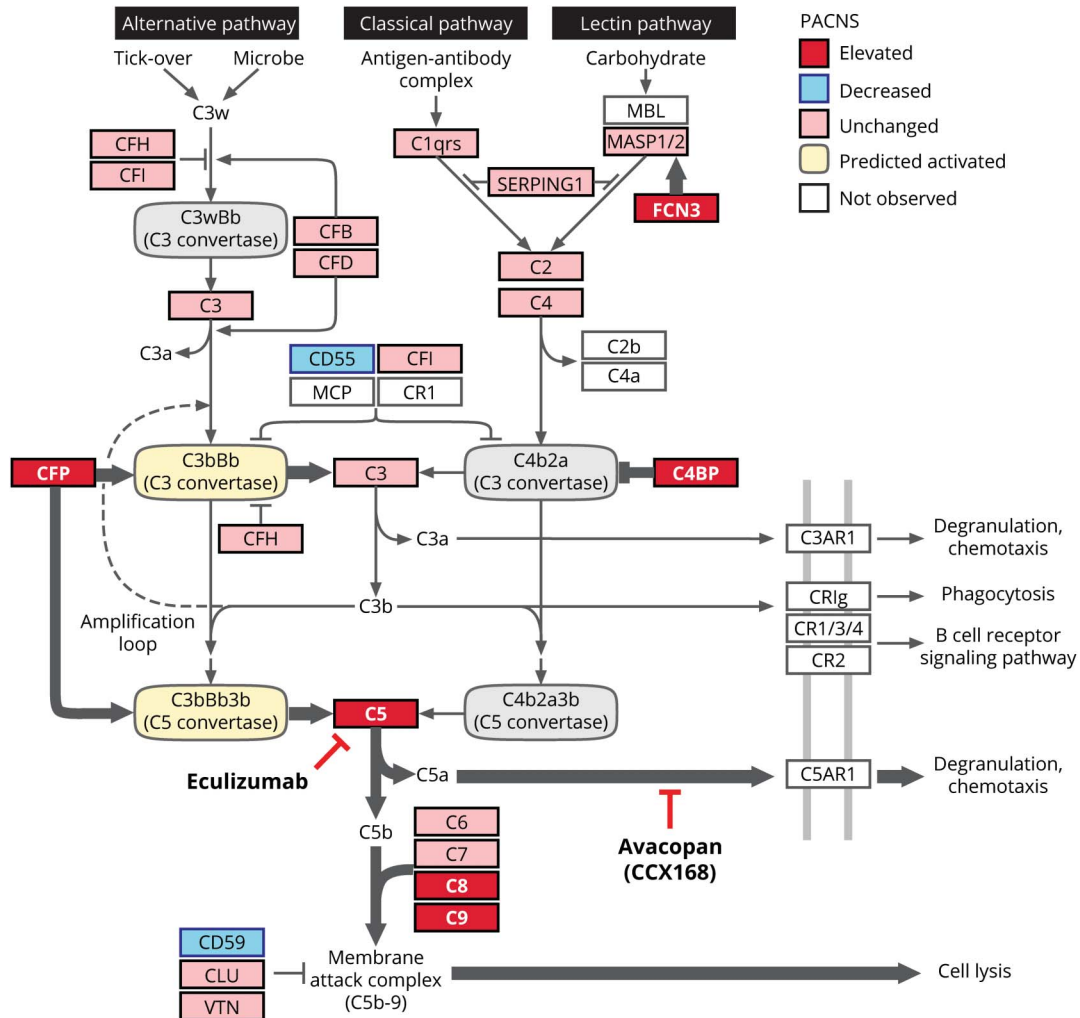 Alternative pathway
Classical pathway
Lectin pathway
PACNS
Elevated
Decreased
Unchanged
Predicted activated
Not observed
Tick-over
Microbe
Antigen-antibody
complex
Carbohydrate
C3w
MBL
MASP1/2
CFH
CFI
C1qrs
SERPING1
FCN3
C3wBb
(C3 convertase)
CFB
CFD
C2
C4
C3
C3a
CD55
CFI
MCP
CR1
C2b
C4a
CFP
C3bBb
(C3 convertase)
C3
C4b2a
(C3 convertase)
C4BP
CFH
C3a
C3AR1
Degranulation,
chemotaxis
C3b
CRIg
Phagocytosis
Amplification
loop
CR1/3/4
CR2
B cell receptor
signaling pathway
C3bBb3b
(C5 convertase)
C5
C4b2a3b
(C5 convertase)
Eculizumab
C5a
C5AR1
Degranulation,
chemotaxis
C5b
C6
C7
C8
C9
Avacopan
(CCX168)
CD59
CLU
VTN
Membrane
attack complex
(C5b-9)
Cell lysis